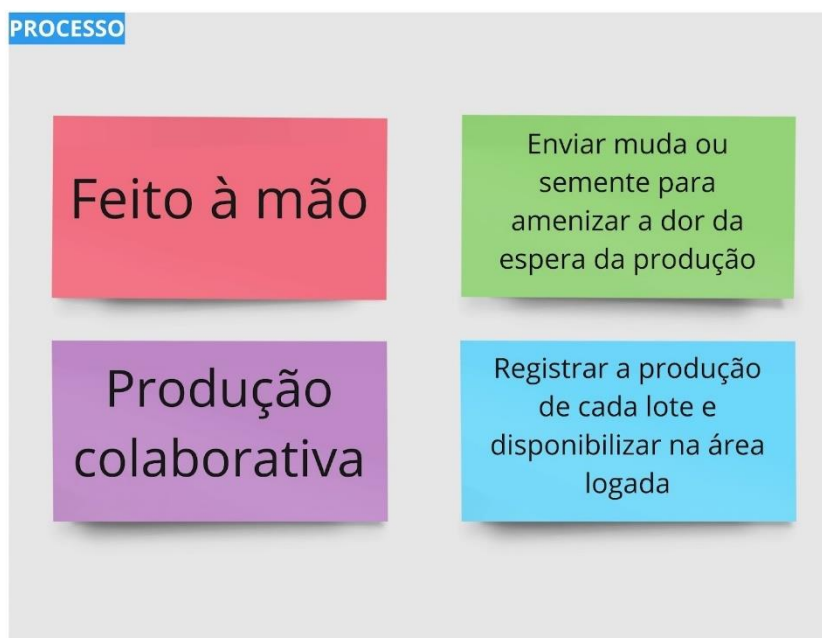 PROCESSO
Feito à mão
Enviar muda ou
semente para
amenizar a dor da
espera da produção
Produção
colaborativa
Registrar a produção
de cada lote e
disponibilizar na área
logada